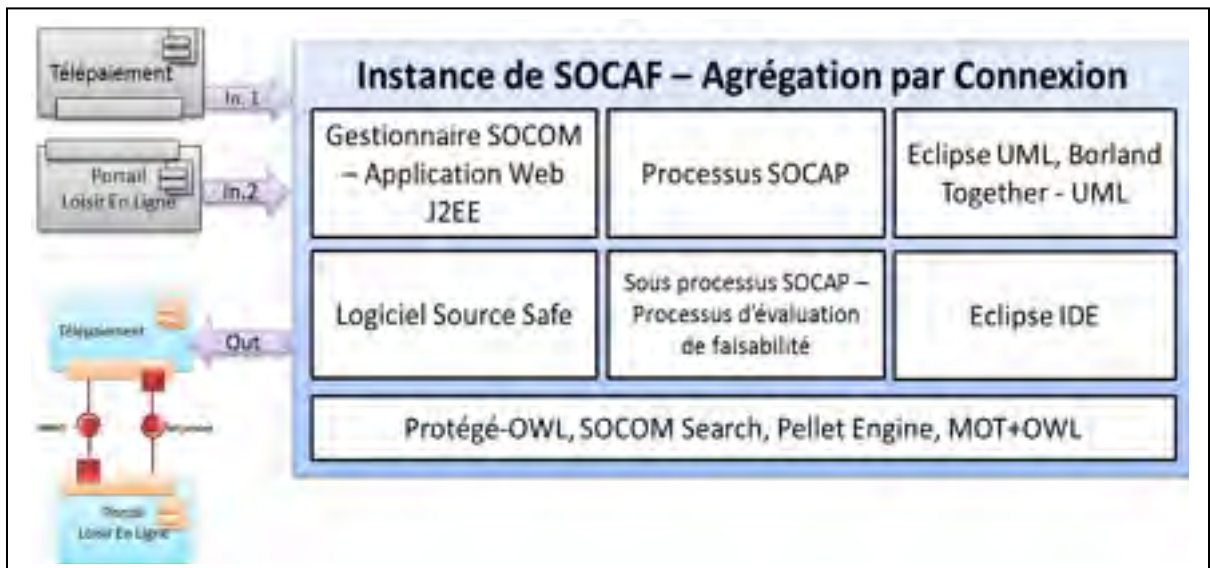 Télépaiement
In. 1
Portail
Loisir En Ligne
In.2
Instance de SOCAF – Agrégation par Connexion
Gestionnaire SOCOM
– Application Web
J2EE
Processus SOCAP
Eclipse UML, Borland
Together - UML
Logiciel Source Safe
Sous processus SOCAP –
Processus d'évaluation
de faisabilité
Eclipse IDE
Protégé-OWL, SOCOM Search, Pellet Engine, MOT+OWL
Télépaiement
Out
Portail
Loisir En Ligne